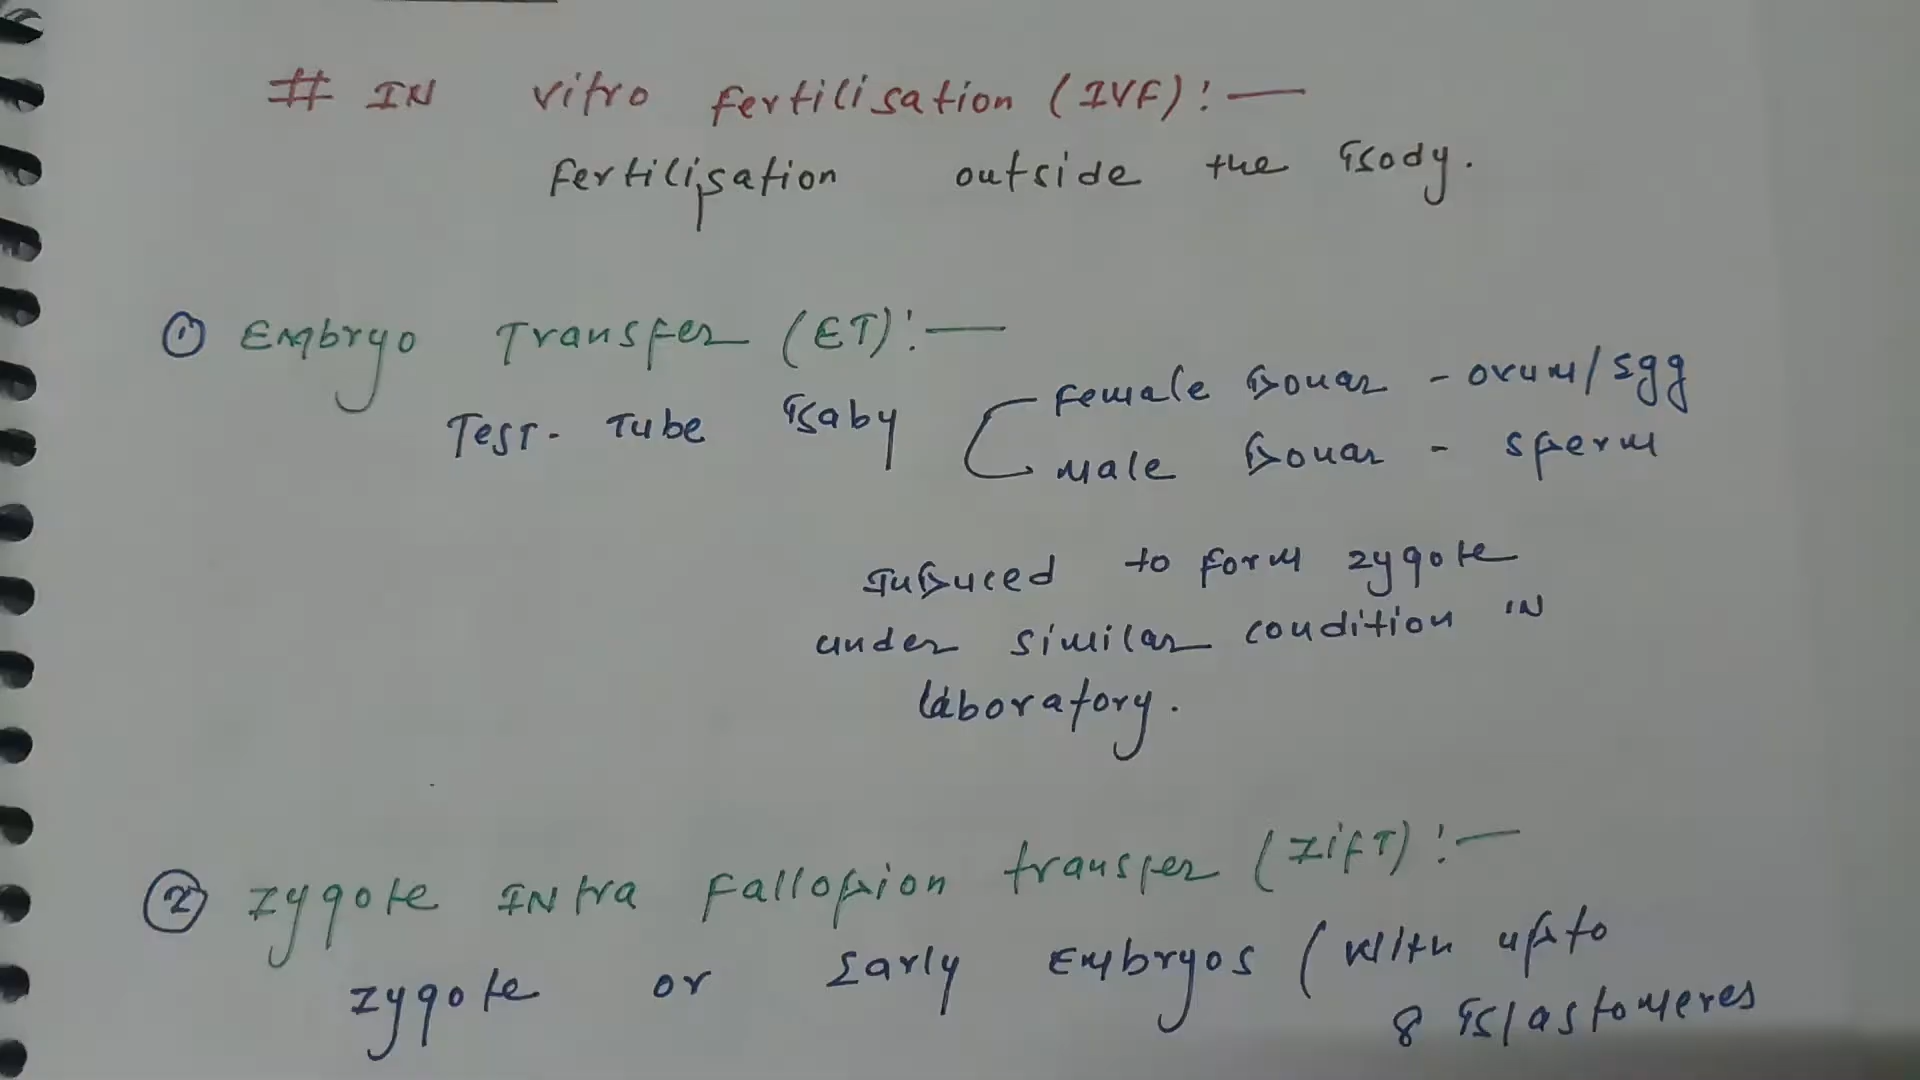 # IN vitro fertilisation (IVF):—
fertilisation outside the Body.
① Embryo Transfer (ET):—
Test-Tube Baby
Female Donar - ovum/Egg
Male Donar - sperm
Induced to form zygote
under similar condition in
laboratory.
② Zygote Intra Fallopion transfer (ZIFT):—
Zygote or Early Embryos (with upto
8 Blastomeres